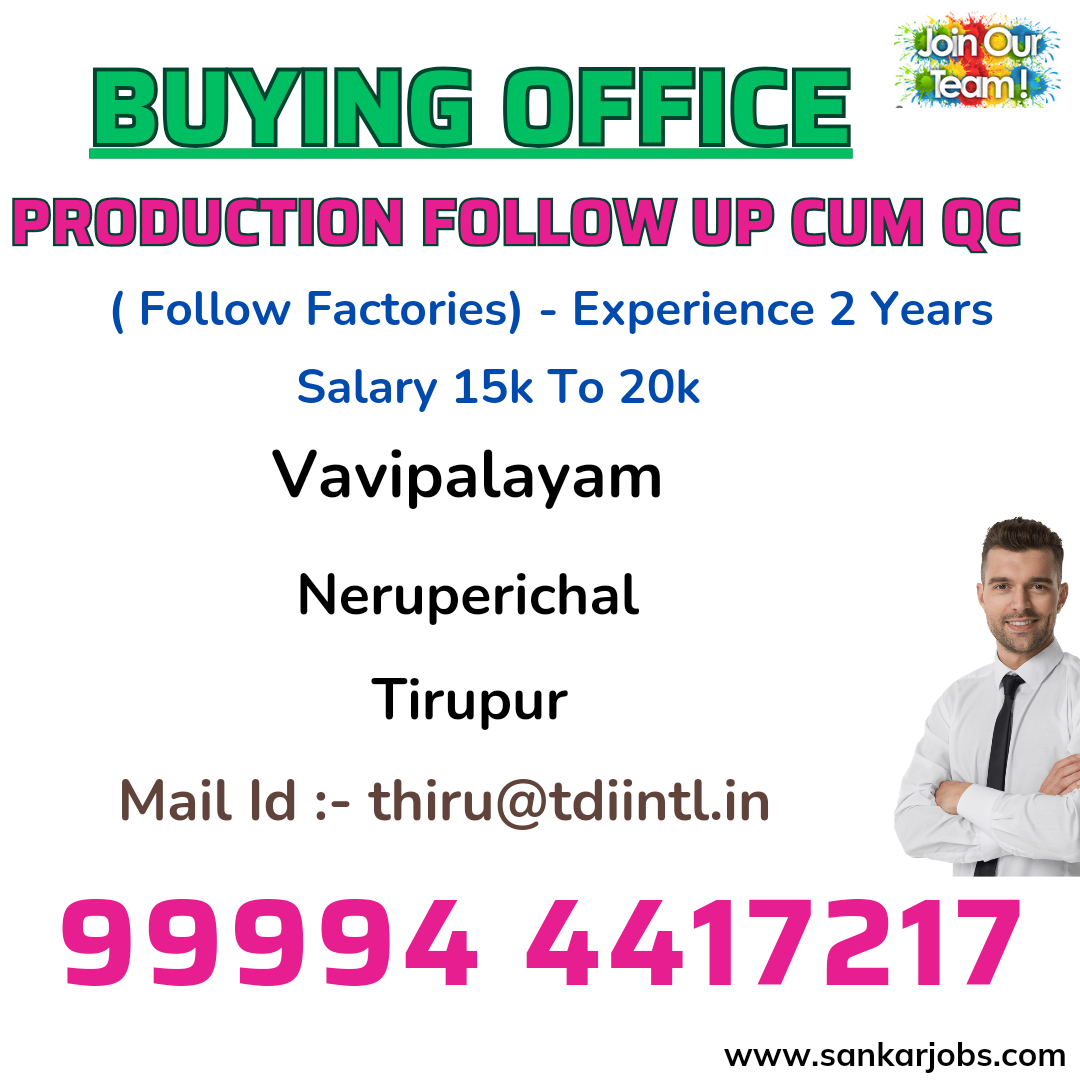 Join Our
Team!
BUYING OFFICE
PRODUCTION FOLLOW UP CUM QC
( Follow Factories) - Experience 2 Years
Salary 15k To 20k
Vavipalayam
Neruperichal
Tirupur
Mail Id :- thiru@tdiintl.in
99994 4417217
www.sankarjobs.com